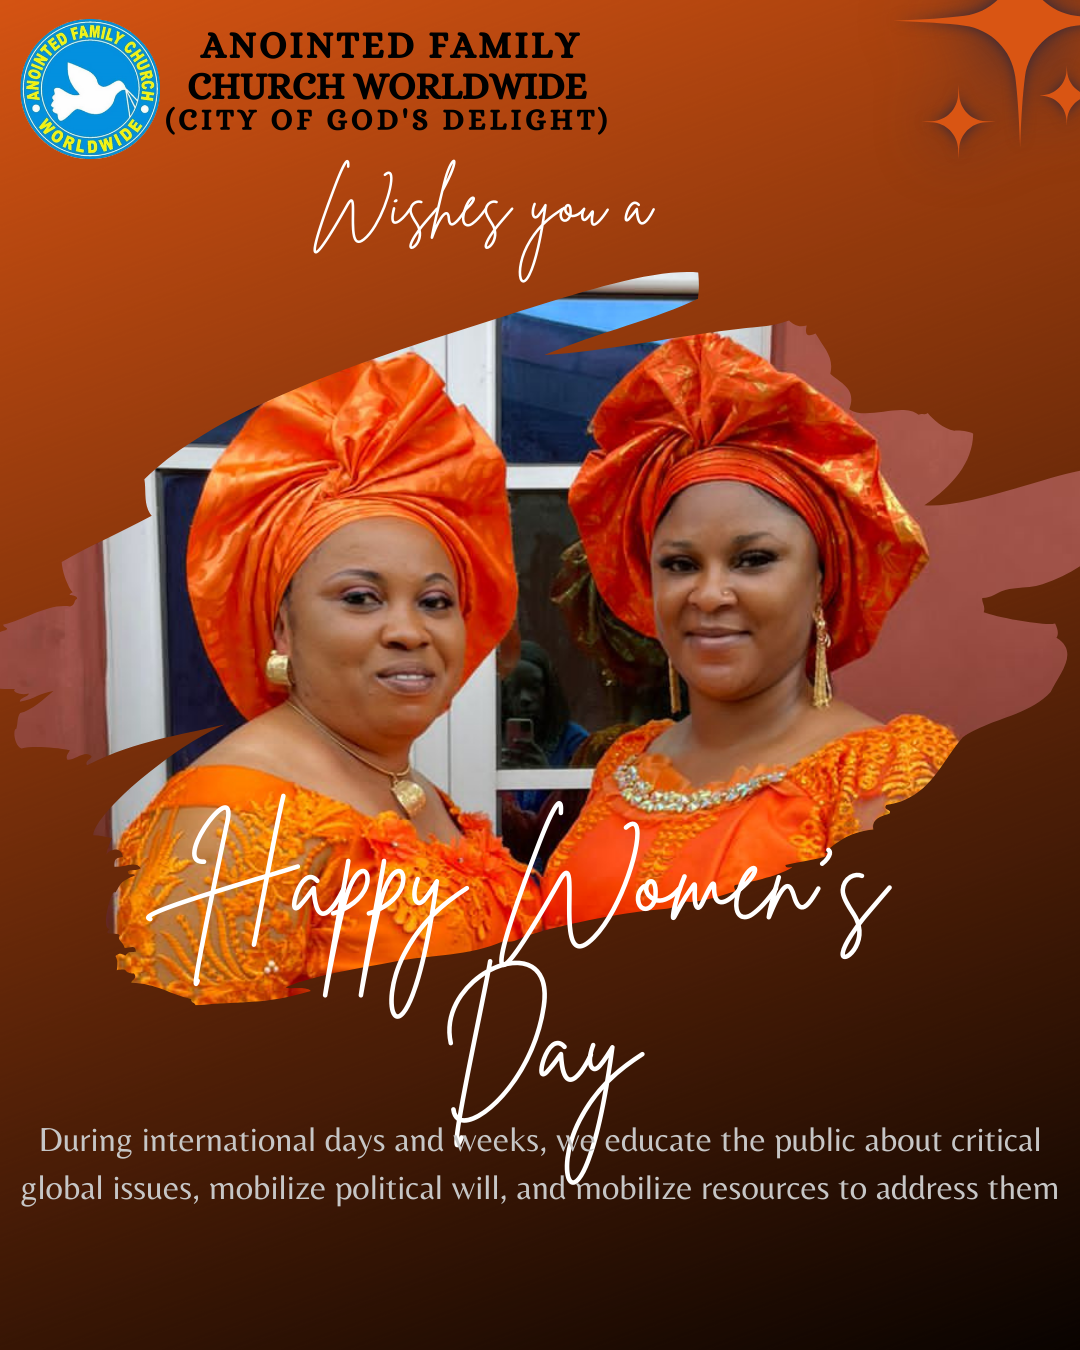 ANOINTED FAMILY CHURCH
WORLDWIDE
ANOINTED FAMILY
CHURCH WORLDWIDE
(CITY OF GOD'S DELIGHT)
Wishes you a
Happy Women's
Day
During international days and weeks, we educate the public about critical
global issues, mobilize political will, and mobilize resources to address them